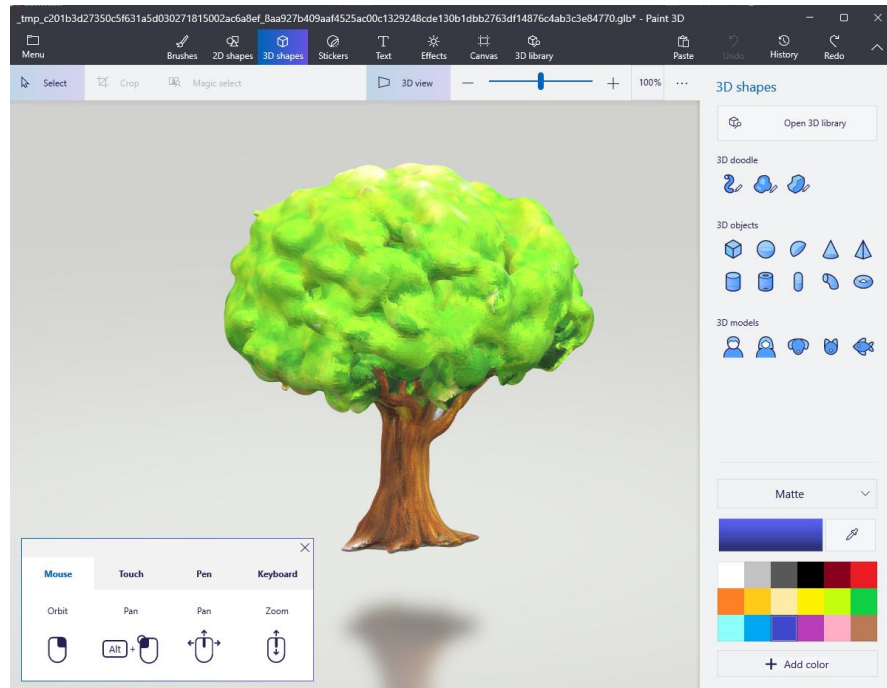 _tmp_c201b3d27350c5f631a5d030271815002ac6a8ef_8aa927b409aaf4525ac00c1329248cde130b1dbb2763df14876c4ab3c3e84770.glb* - Paint 3D
Menu Brushes 2D shapes 3D shapes Stickers Text Effects Canvas 3D library Paste Undo History Redo
Select Crop Magic select 3D view 100%
3D shapes
Open 3D library
3D doodle
3D objects
3D models
Matte
Add color
Mouse Touch Pen Keyboard
Orbit Pan Pan Zoom
Alt +